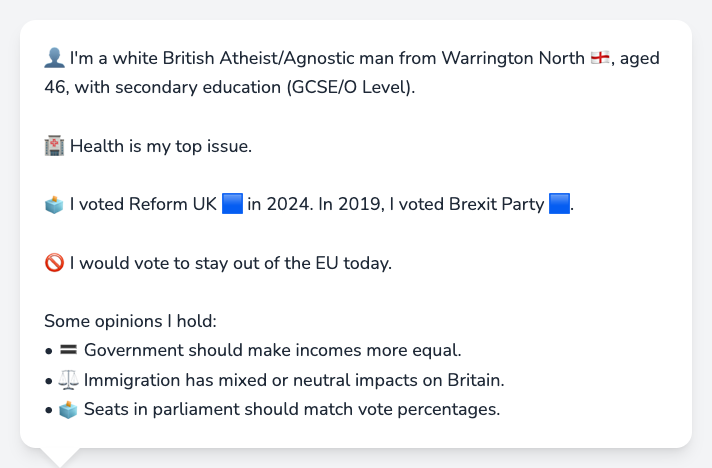 👤 I'm a white British Atheist/Agnostic man from Warrington North 🏴󠁧󠁢󠁥󠁮󠁧󠁿, aged
46, with secondary education (GCSE/O Level).
🏥 Health is my top issue.
🗳️ I voted Reform UK 🟦 in 2024. In 2019, I voted Brexit Party 🟦.
🚫 I would vote to stay out of the EU today.
Some opinions I hold:
• 🟰 Government should make incomes more equal.
• ⚖️ Immigration has mixed or neutral impacts on Britain.
• 🗳️ Seats in parliament should match vote percentages.